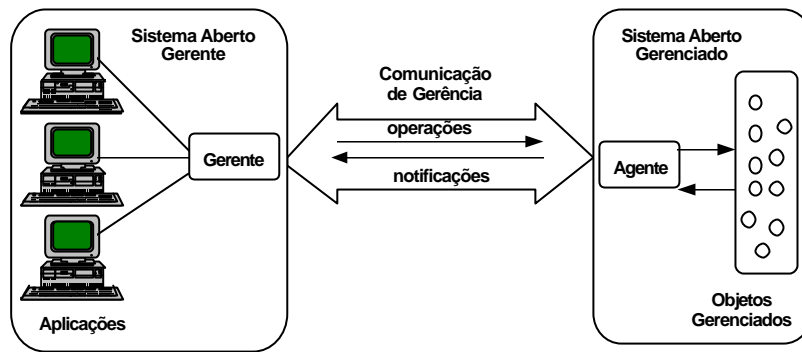 Sistema Aberto
Gerente
Gerente
Aplicações
Comunicação
de Gerência
operações
notificações
Sistema Aberto
Gerenciado
Agente
Objetos
Gerenciados